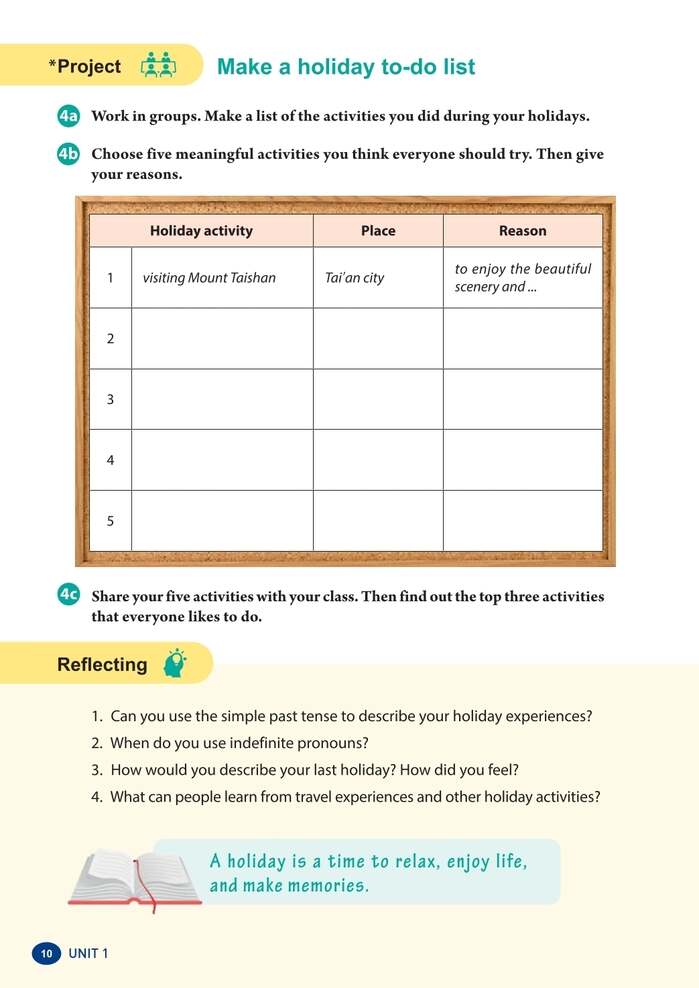 *Project
Make a holiday to-do list
4a Work in groups. Make a list of the activities you did during your holidays.
4b Choose five meaningful activities you think everyone should try. Then give
your reasons.
Holiday activity Place Reason
1 visiting Mount Taishan Tai'an city to enjoy the beautiful
scenery and ...
2
3
4
5
4c Share your five activities with your class. Then find out the top three activities
that everyone likes to do.
Reflecting
1. Can you use the simple past tense to describe your holiday experiences?
2. When do you use indefinite pronouns?
3. How would you describe your last holiday? How did you feel?
4. What can people learn from travel experiences and other holiday activities?
A holiday is a time to relax, enjoy life,
and make memories.
10 UNIT 1